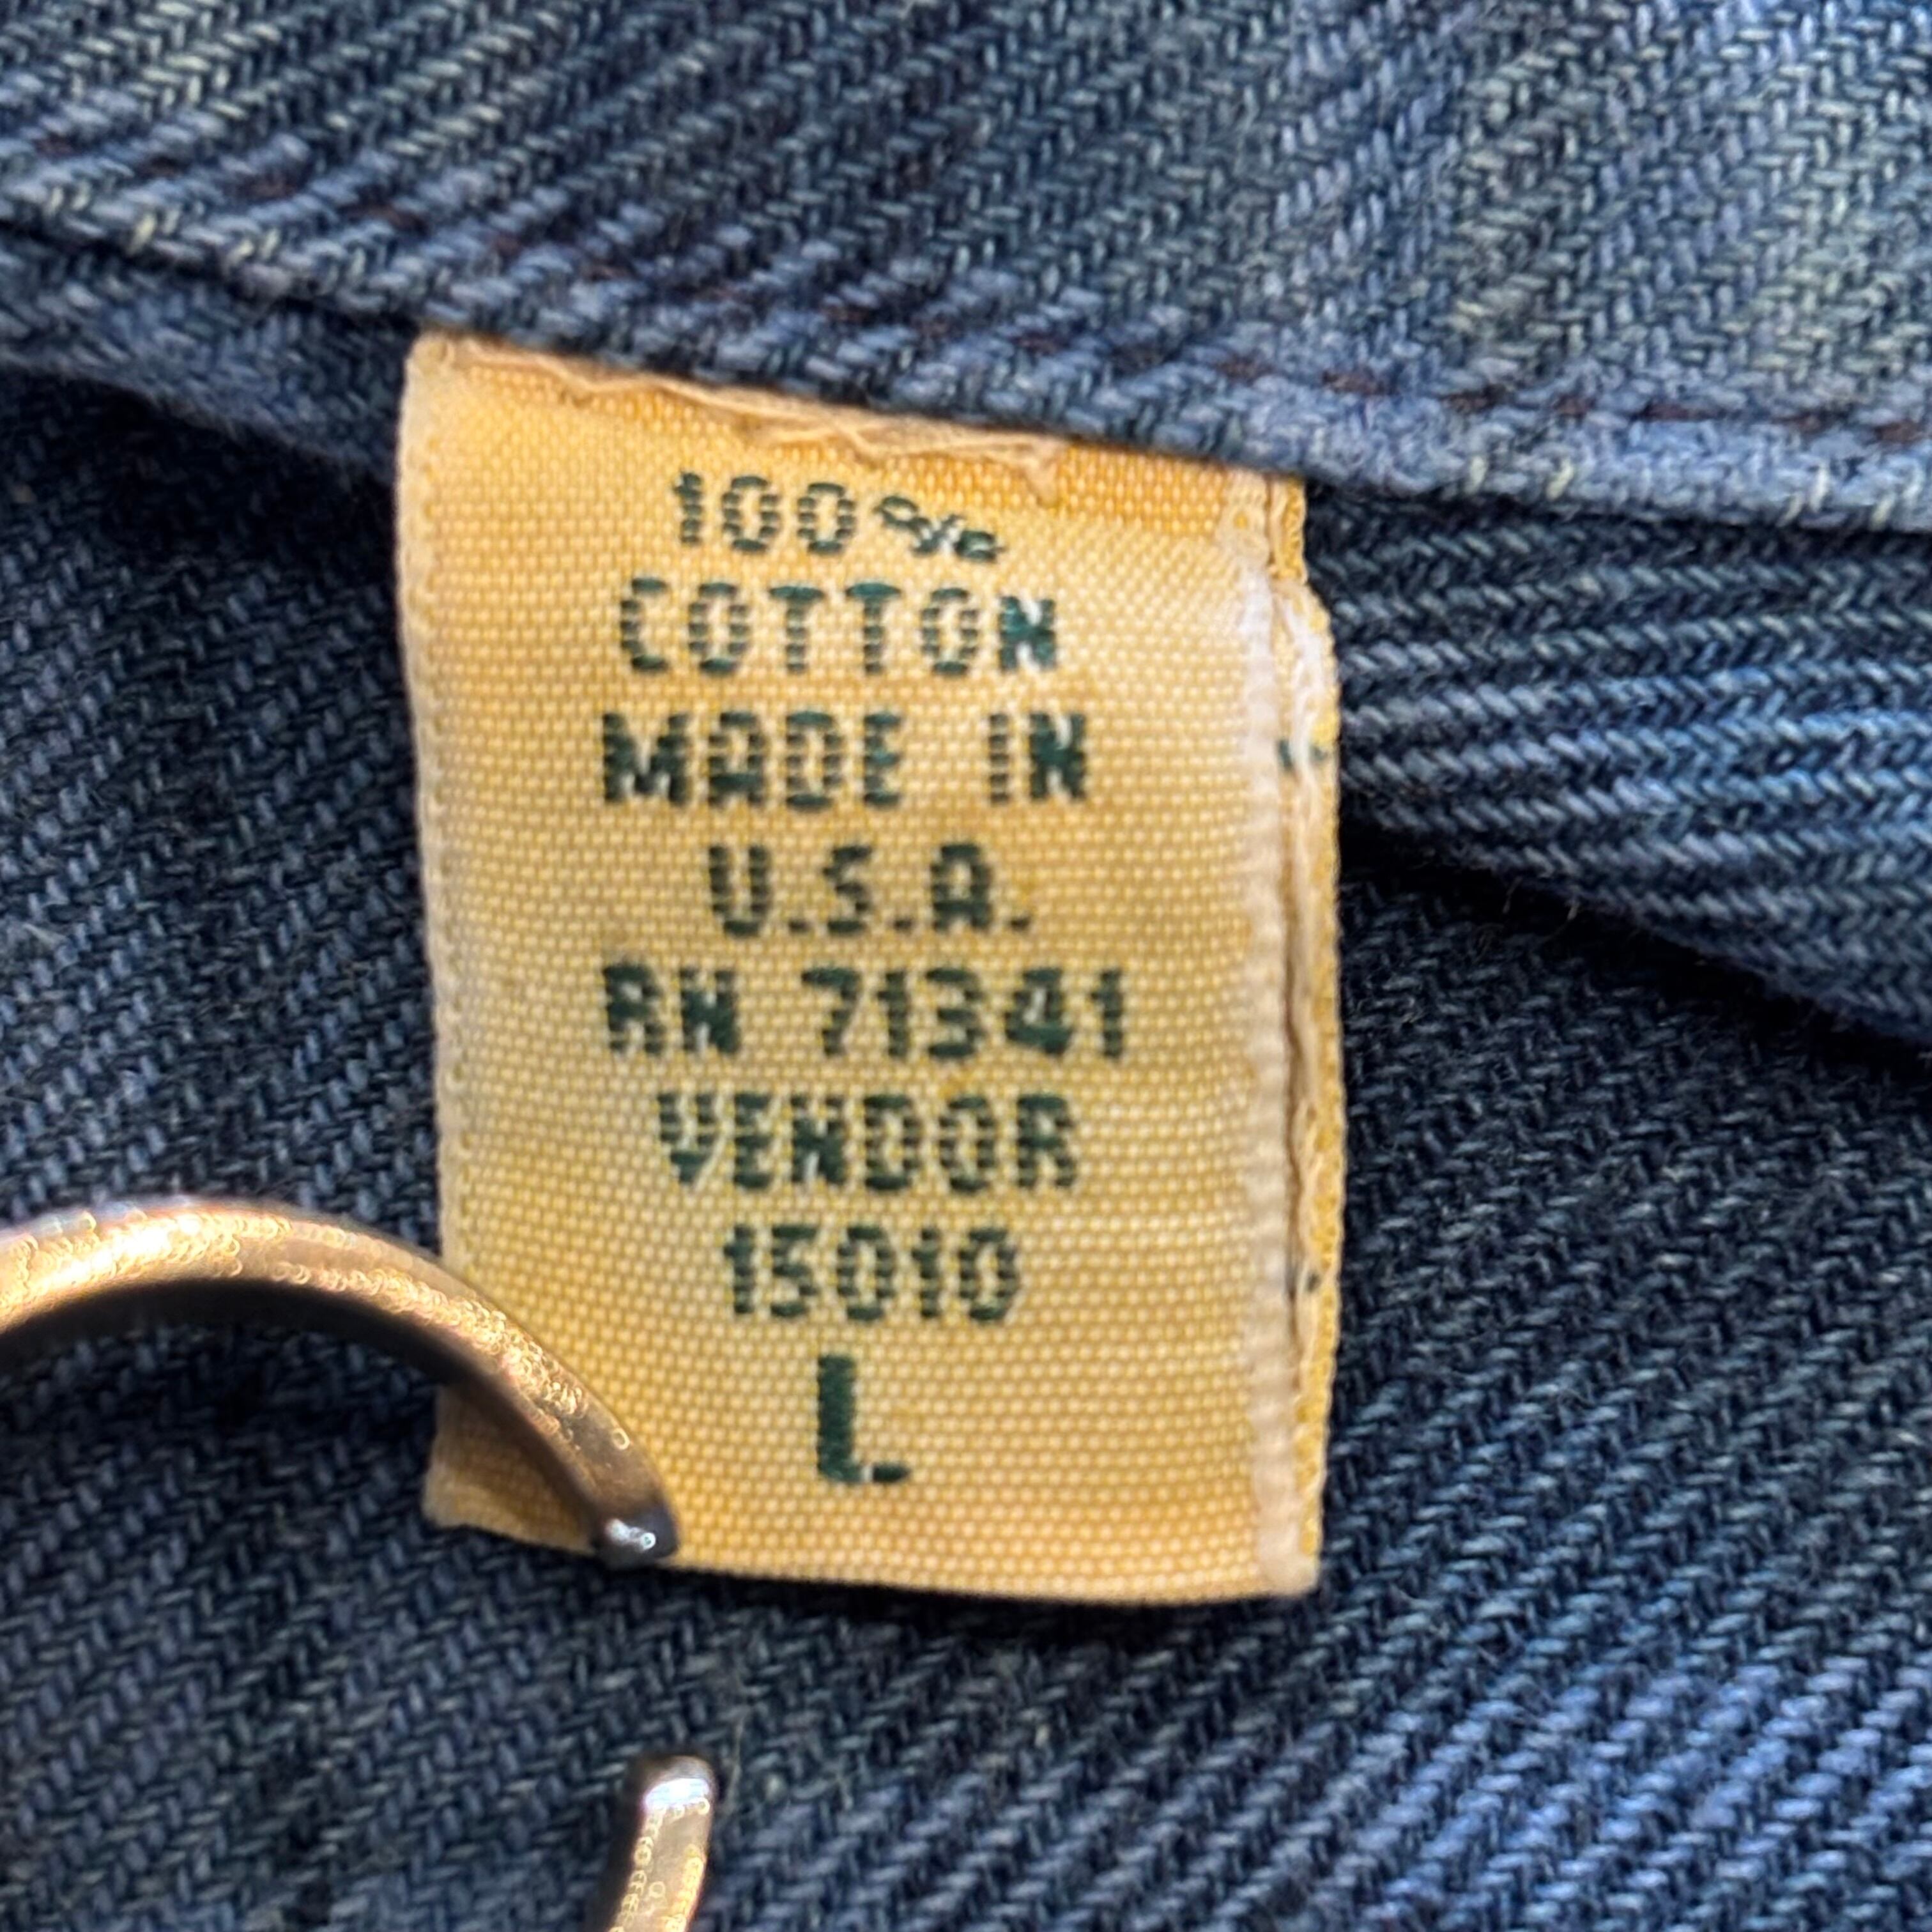 100%
COTTON
MADE IN
U.S.A.
RN 71341
VENDOR
15010
L